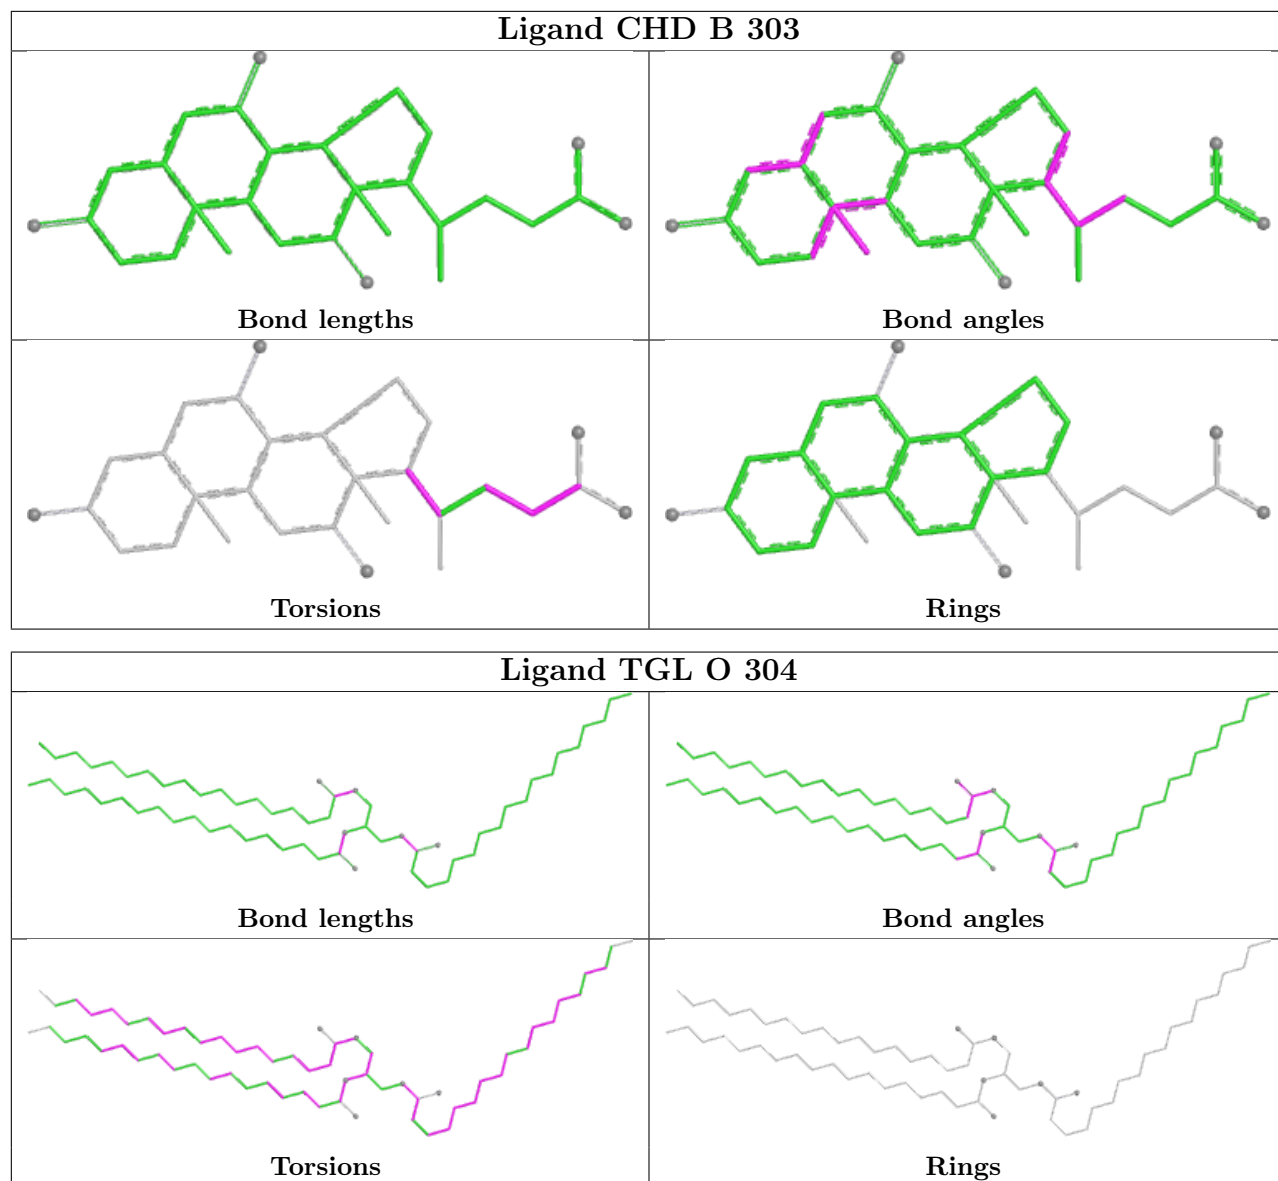 Ligand CHD B 303
Bond lengths
Bond angles
Torsions
Rings
Ligand TGL O 304
Bond lengths
Bond angles
Torsions
Rings